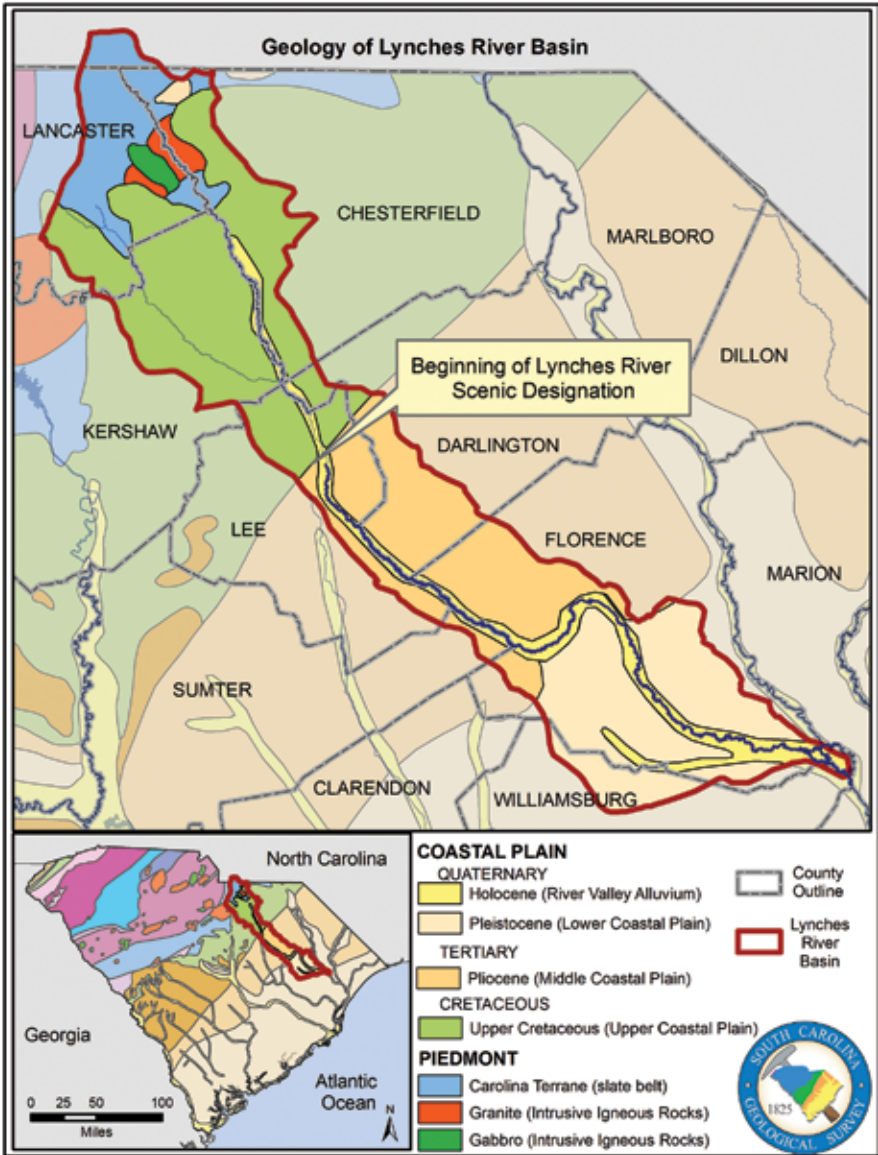 Geology of Lynches River Basin
LANCASTER
CHESTERFIELD
MARLBORO
Beginning of Lynches River
Scenic Designation
DILLON
KERSHAW
DARLINGTON
LEE
FLORENCE
MARION
SUMTER
CLARENDON
WILLIAMSBURG
North Carolina
Georgia
Atlantic
Ocean
0 25 50 100
Miles
N
COASTAL PLAIN
QUATERNARY
Holocene (River Valley Alluvium)
Pleistocene (Lower Coastal Plain)
TERTIARY
Pliocene (Middle Coastal Plain)
CRETACEOUS
Upper Cretaceous (Upper Coastal Plain)
PIEDMONT
Carolina Terrane (slate belt)
Granite (Intrusive Igneous Rocks)
Gabbro (Intrusive Igneous Rocks)
County
Outline
Lynches
River
Basin
SOUTH CAROLINA
1825
GEOLOGICAL SURVEY